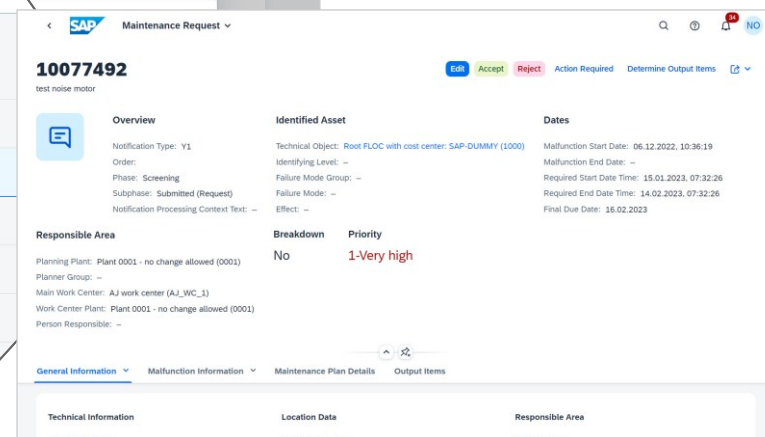 SAP Maintenance Request
34
NO
10077492
Edit Accept Reject Action Required Determine Output Items
test noise motor
Overview
Notification Type: Y1
Order:
Phase: Screening
Subphase: Submitted (Request)
Notification Processing Context Text: –
Identified Asset
Technical Object: Root FLOC with cost center: SAP-DUMMY (1000)
Identifying Level: –
Failure Mode Group: –
Failure Mode: –
Effect: –
Dates
Malfunction Start Date: 06.12.2022, 10:36:19
Malfunction End Date: –
Required Start Date Time: 15.01.2023, 07:32:26
Required End Date Time: 14.02.2023, 07:32:26
Final Due Date: 16.02.2023
Responsible Area
Planning Plant: Plant 0001 - no change allowed (0001)
Planner Group: –
Main Work Center: AJ work center (AJ_WC_1)
Work Center Plant: Plant 0001 - no change allowed (0001)
Person Responsible: –
Breakdown
No
Priority
1-Very high
General Information Malfunction Information Maintenance Plan Details Output Items
Technical Information Location Data Responsible Area